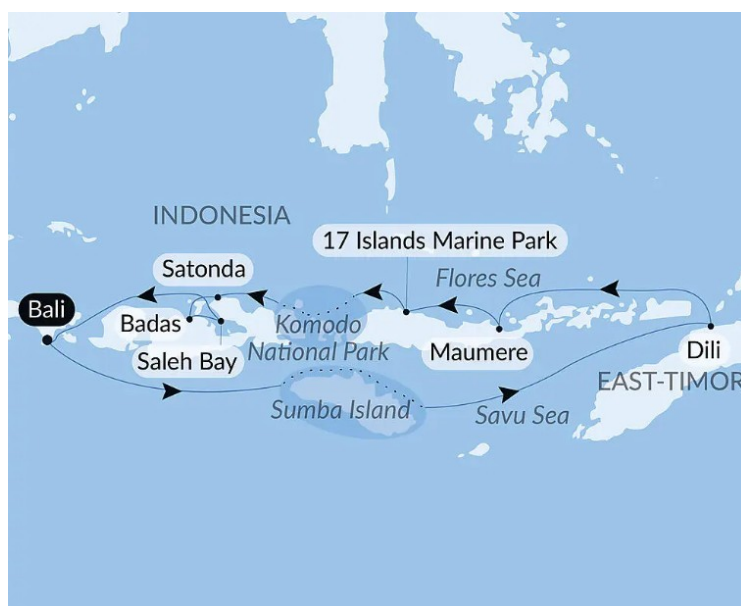 INDONESIA
17 Islands Marine Park
Satonda
Flores Sea
Bali
Badas
Komodo
National Park
Saleh Bay
Maumere
Dili
EAST-TIMOR
Sumba Island
Savu Sea